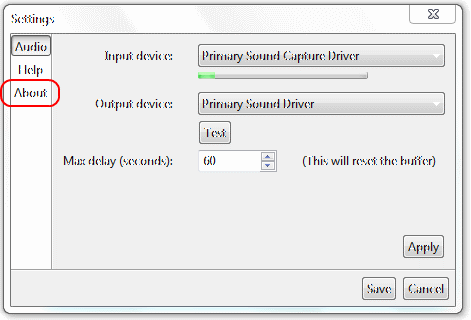 Settings
Audio
Help
About
Input device: Primary Sound Capture Driver
Output device: Primary Sound Driver
Test
Max delay (seconds): 60 (This will reset the buffer)
Apply
Save Cancel